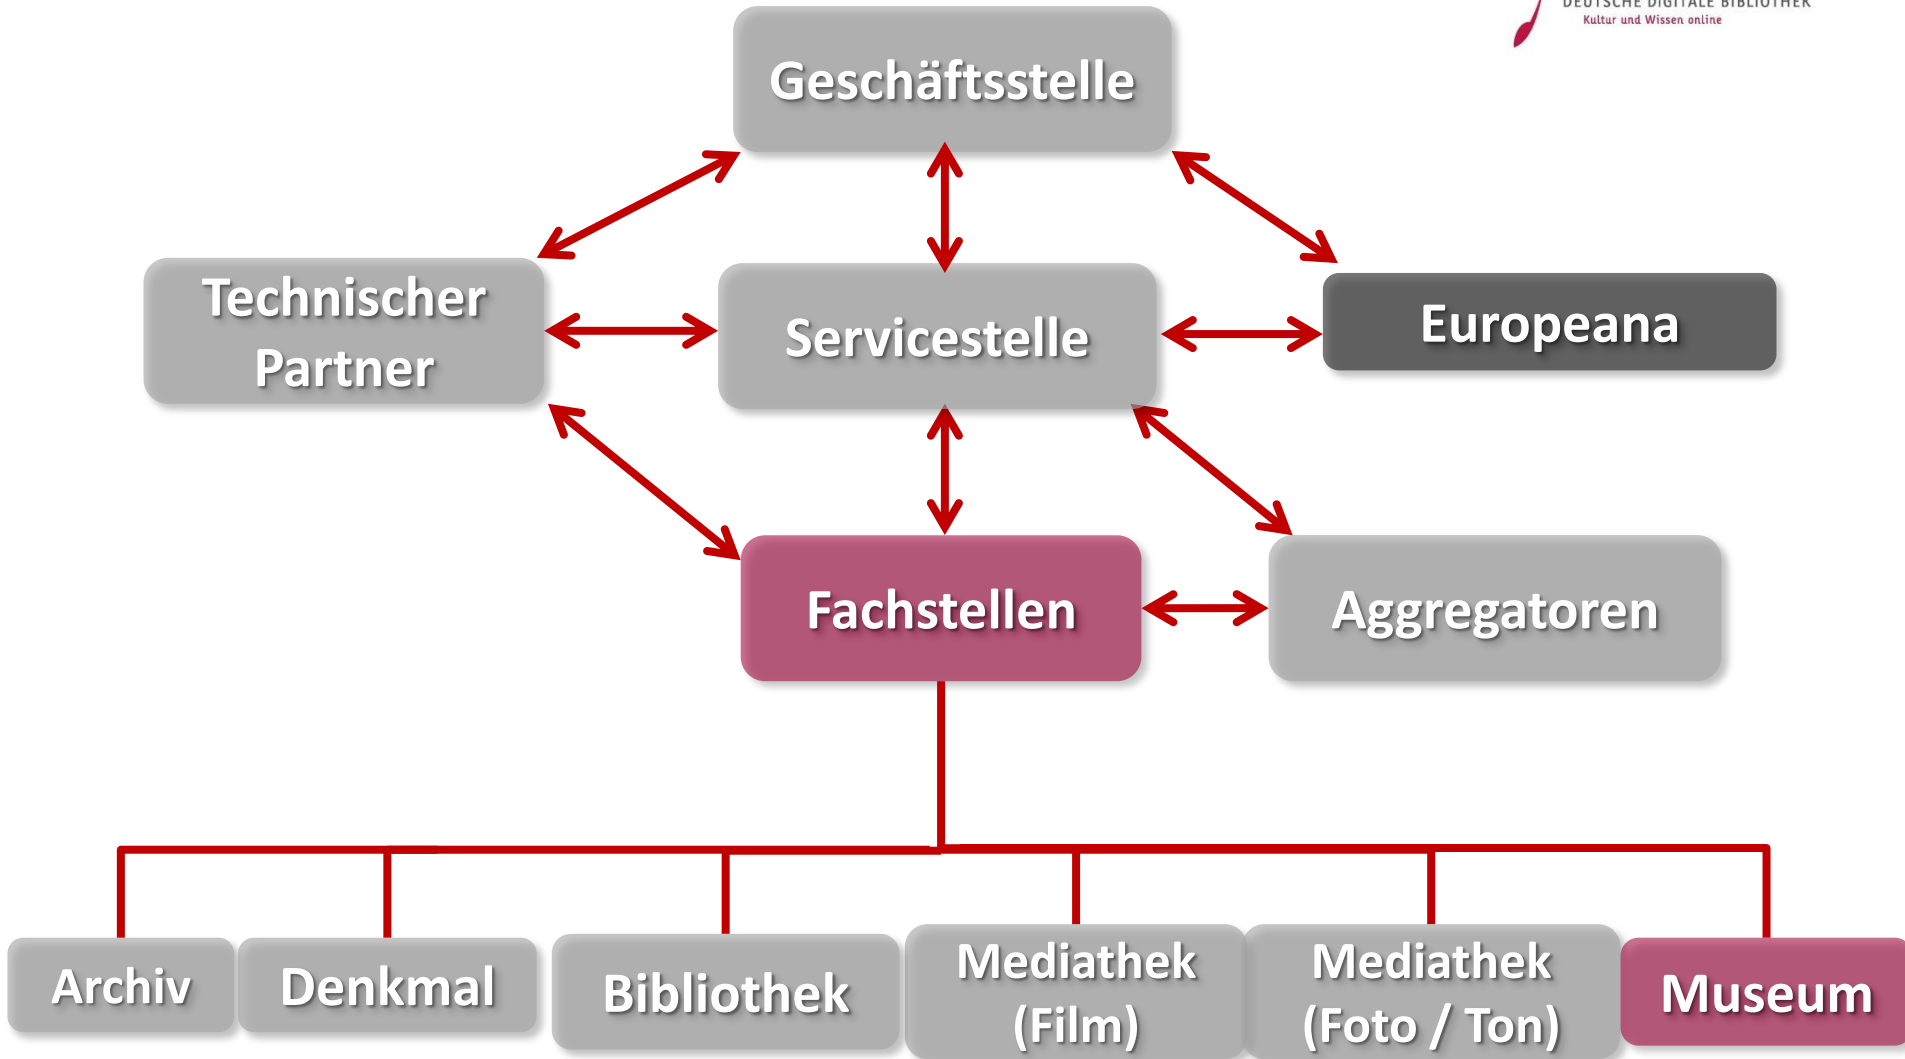 DEUTSCHE DIGITALE BIBLIOTHEK
Kultur und Wissen online
Geschäftsstelle
Technischer
Partner
Servicestelle
Europeana
Fachstellen
Aggregatoren
Archiv
Denkmal
Bibliothek
Mediathek
(Film)
Mediathek
(Foto / Ton)
Museum